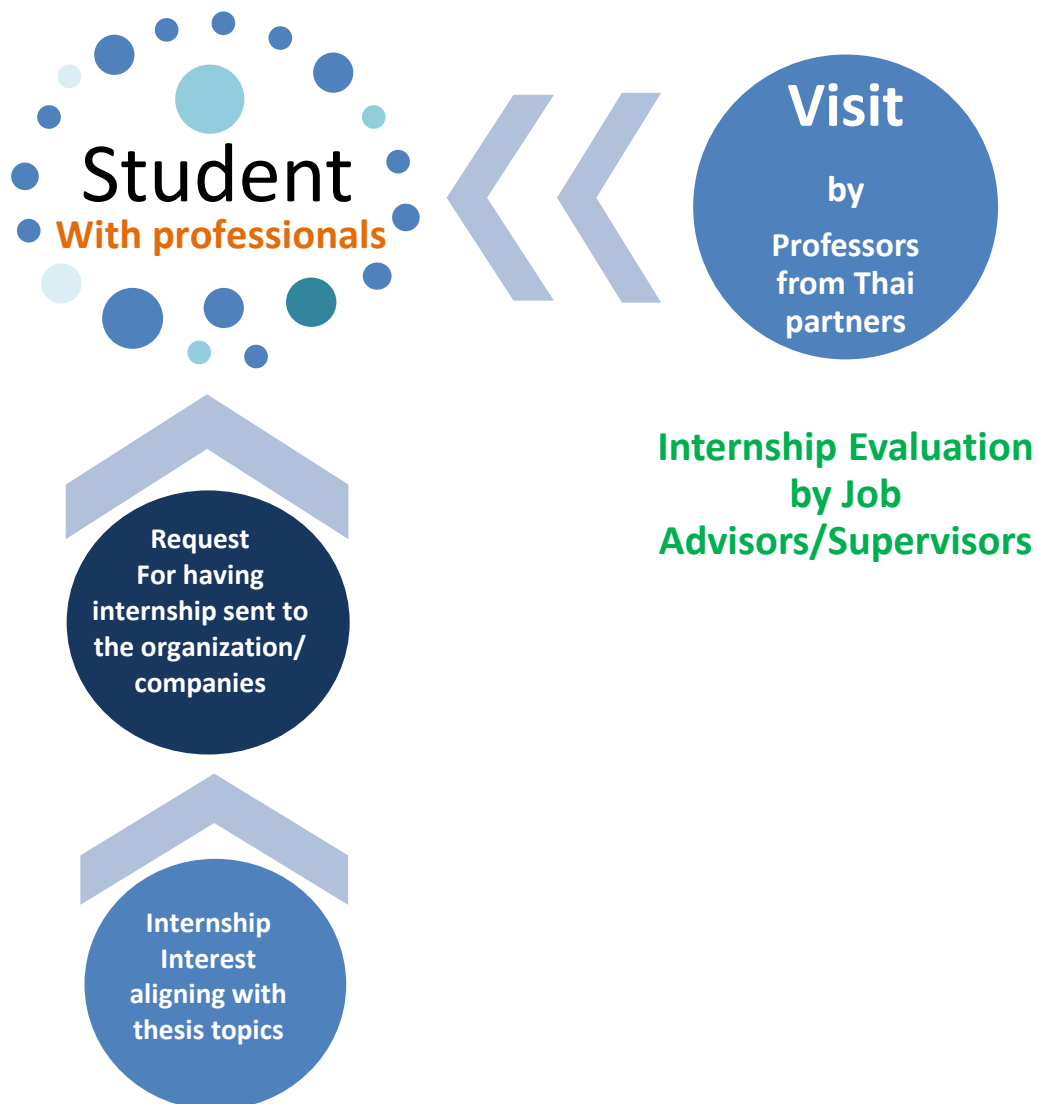 Student
With professionals
Visit
by
Professors
from Thai
partners
Internship Evaluation
by Job
Advisors/Supervisors
Request
For having
internship sent to
the organization/
companies
Internship
Interest
aligning with
thesis topics